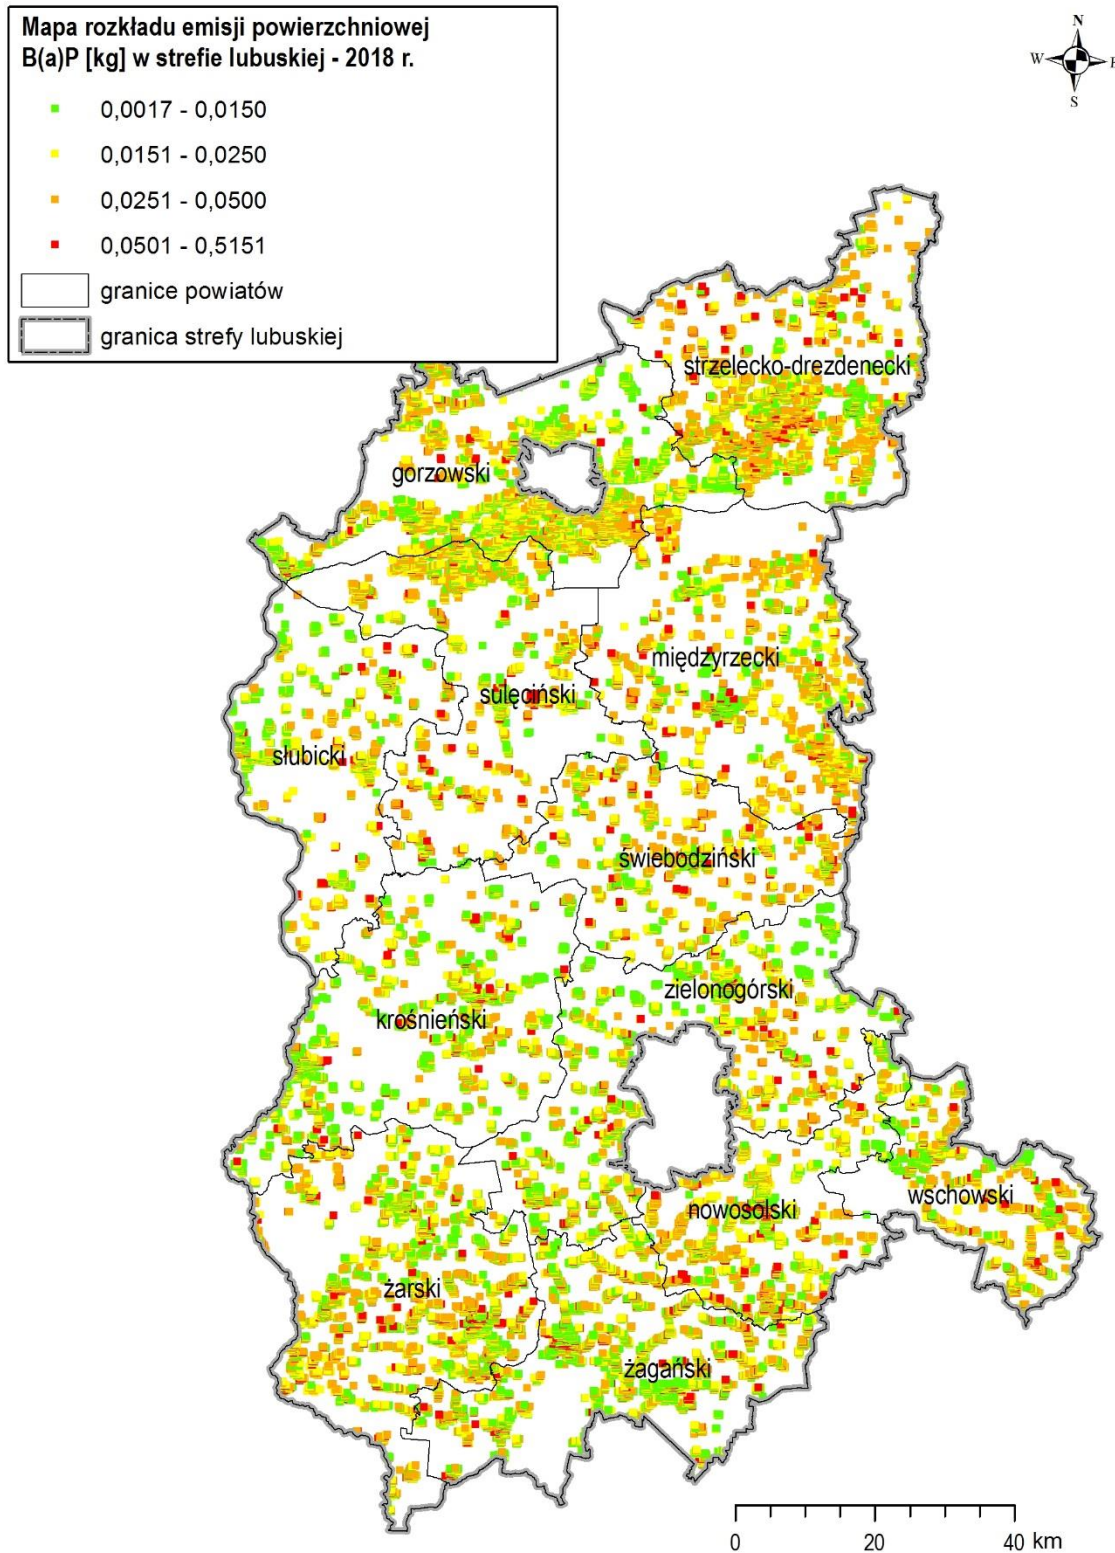 Mapa rozkładu emisji powierzchniowej
B(a)P [kg] w strefie lubuskiej - 2018 r.
0,0017 - 0,0150
0,0151 - 0,0250
0,0251 - 0,0500
0,0501 - 0,5151
granice powiatów
granica strefy lubuskiej
N
W
E
S
strzelecko-drezdenecki
gorzowski
międzyrzecki
sulęciński
słubicki
świebodziński
zielonogórski
krośnieński
wschowski
nowosolski
żarski
żagański
0 20 40 km